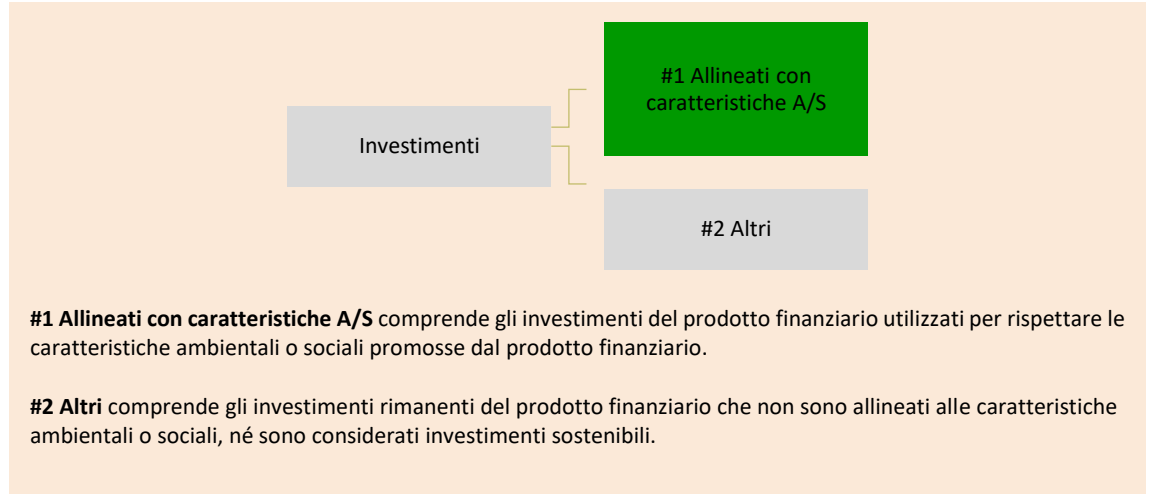 #1 Allineati con
caratteristiche A/S
Investimenti
#2 Altri
#1 Allineati con caratteristiche A/S comprende gli investimenti del prodotto finanziario utilizzati per rispettare le
caratteristiche ambientali o sociali promosse dal prodotto finanziario.
#2 Altri comprende gli investimenti rimanenti del prodotto finanziario che non sono allineati alle caratteristiche
ambientali o sociali, né sono considerati investimenti sostenibili.